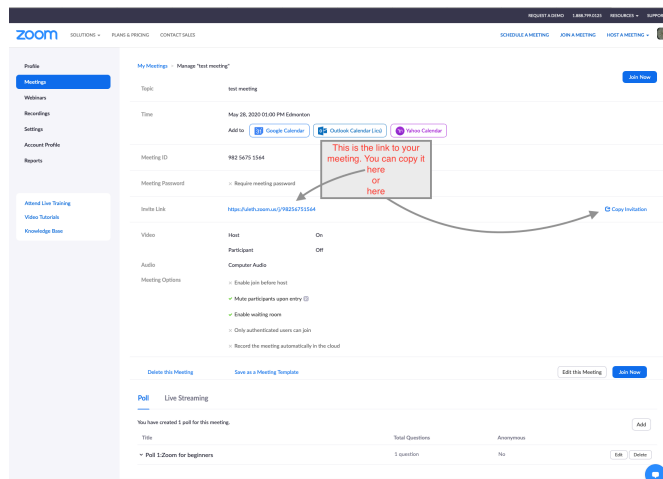 REQUEST A DEMO 1.888.799.0125 RESOURCES SUPPOR
zoom SOLUTIONS PLANS & PRICING CONTACT SALES SCHEDULE A MEETING JOIN A MEETING HOST A MEETING
Profile
Meetings
Webinars
Recordings
Settings
Account Profile
Reports
Attend Live Training
Video Tutorials
Knowledge Base
My Meetings > Manage "test meeting"
Join Now
Topic test meeting
Time May 28, 2020 01:00 PM Edmonton
Add to 31 Google Calendar Outlook Calendar (.ics) Yahoo Calendar
This is the link to your
meeting. You can copy it
here
or
here
Meeting ID 982 5675 1564
Meeting Password × Require meeting password
Invite Link https://uleth.zoom.us/j/98256751564 Copy Invitation
Video Host On
Participant Off
Audio Computer Audio
Meeting Options × Enable join before host
✓ Mute participants upon entry
✓ Enable waiting room
× Only authenticated users can join
× Record the meeting automatically in the cloud
Delete this Meeting Save as a Meeting Template Edit this Meeting Join Now
Poll Live Streaming
You have created 1 poll for this meeting. Add
Title Total Questions Anonymous
Poll 1:Zoom for beginners 1 question No Edit Delete